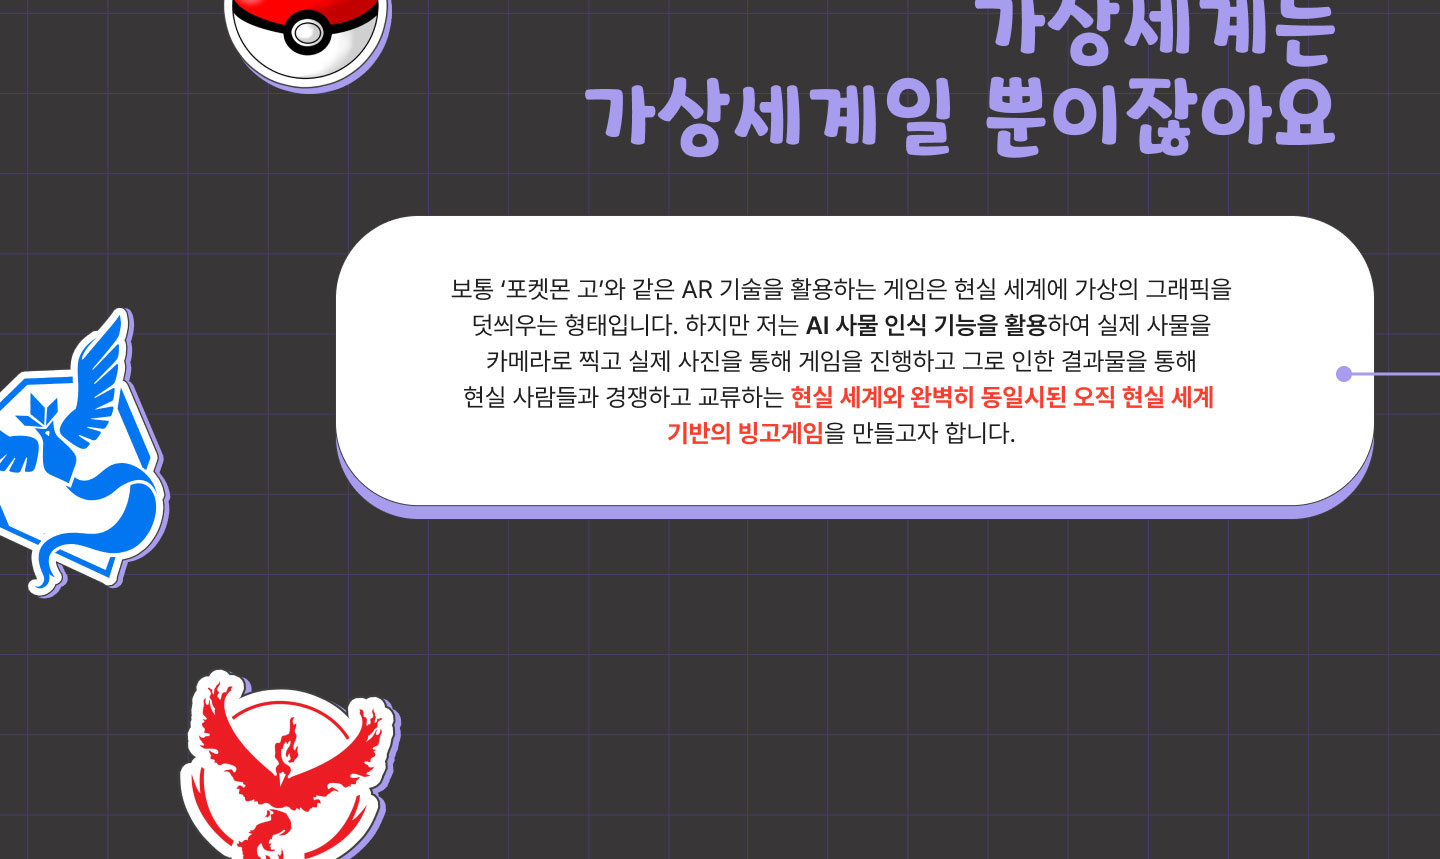 가상세계는
가상세계일 뿐이잖아요
보통 ‘포켓몬 고’와 같은 AR 기술을 활용하는 게임은 현실 세계에 가상의 그래픽을
덧씌우는 형태입니다. 하지만 저는 AI 사물 인식 기능을 활용하여 실제 사물을
카메라로 찍고 실제 사진을 통해 게임을 진행하고 그로 인한 결과물을 통해
현실 사람들과 경쟁하고 교류하는 현실 세계와 완벽히 동일시된 오직 현실 세계
기반의 빙고게임을 만들고자 합니다.